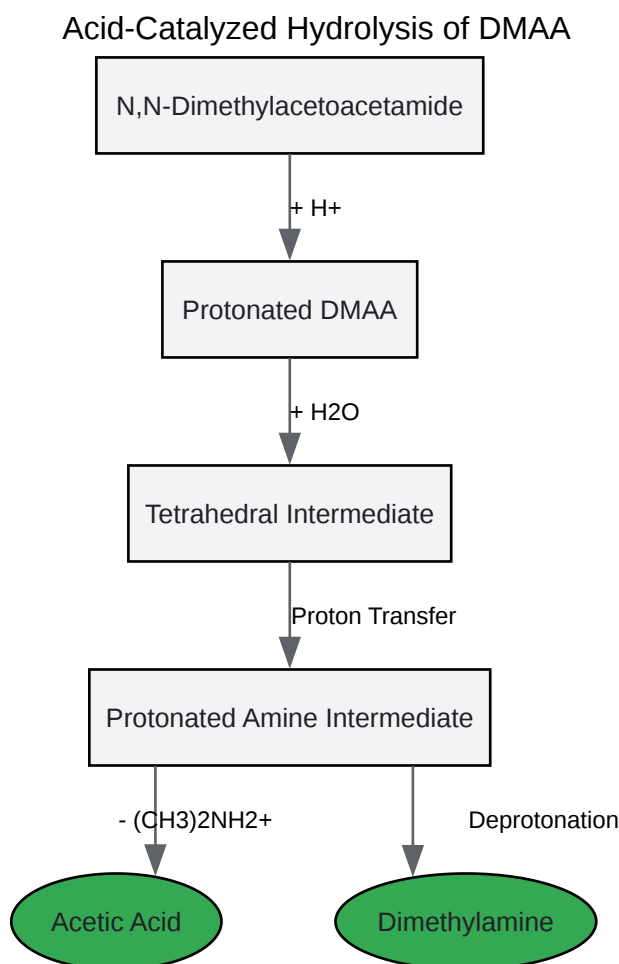 Acid-Catalyzed Hydrolysis of DMAA
N,N-Dimethylacetoacetamide
+ H+
Protonated DMAA
+ H2O
Tetrahedral Intermediate
Proton Transfer
Protonated Amine Intermediate
- (CH3)2NH2+
Deprotonation
Acetic Acid
Dimethylamine